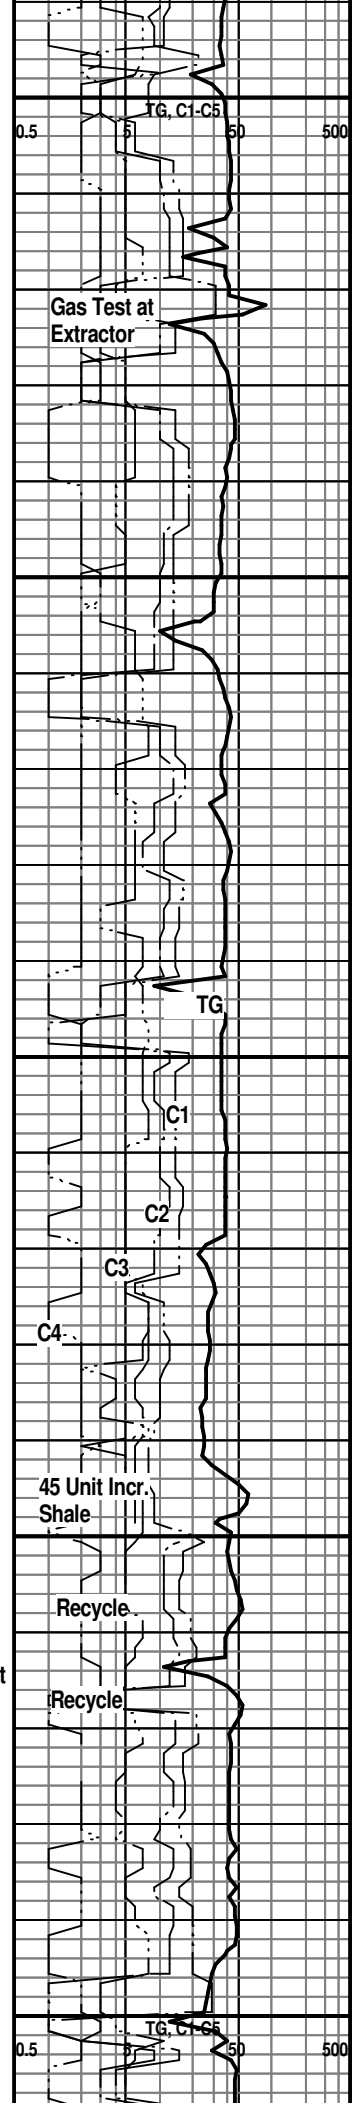 TG, C1-C5
0.5 5 50 500
Gas Test at
Extractor
TG
C1
C2
C3
C4
45 Unit Incr.
Shale
Recycle
t
Recycle
TG, C1-C5
0.5 5 50 500